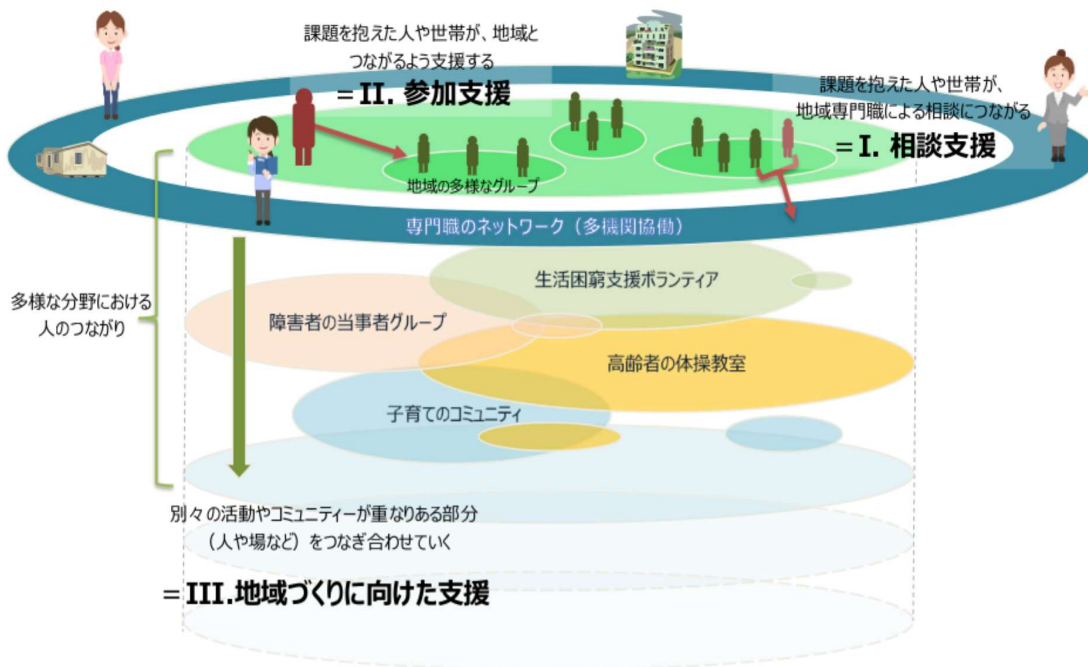 課題を抱えた人や世帯が、地域と
つながるよう支援する
=II. 参加支援
課題を抱えた人や世帯が、
地域専門職による相談につながる
=I. 相談支援
地域の多様なグループ
専門職のネットワーク（多機関協働）
多様な分野における
人のつながり
生活困窮支援ボランティア
障害者の当事者グループ
高齢者の体操教室
子育てのコミュニティ
別々の活動やコミュニティーが重なりある部分
（人や場など）をつなぎ合わせていく
=III.地域づくりに向けた支援